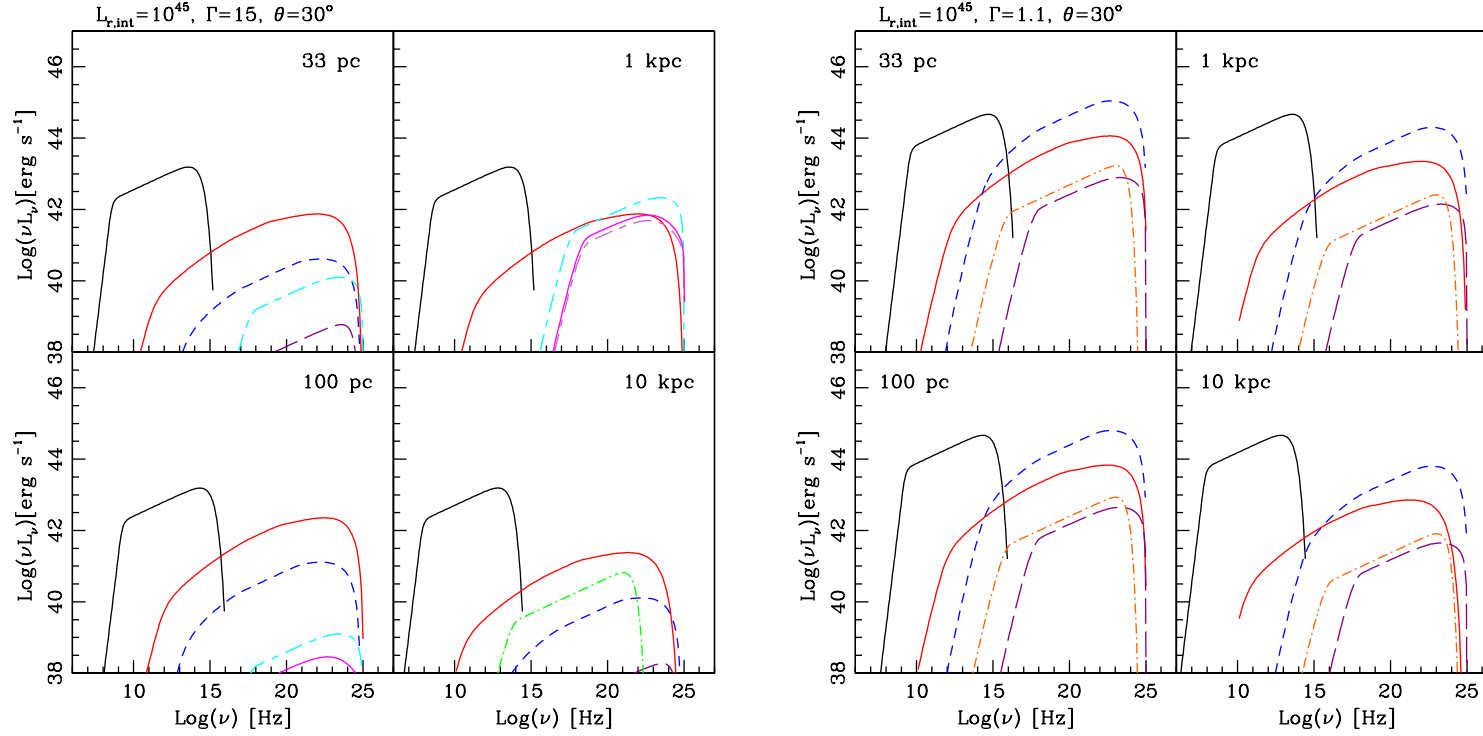 L_{r,int}=10^{45}, Γ=15, θ=30°
33 pc
1 kpc
46
44
42
40
38
Log(νL_ν)[erg s^{-1}]
100 pc
10 kpc
46
44
42
40
38
Log(νL_ν)[erg s^{-1}]
10 15 20 25
10 15 20 25
Log(ν) [Hz]
Log(ν) [Hz]
L_{r,int}=10^{45}, Γ=1.1, θ=30°
33 pc
1 kpc
46
44
42
40
38
Log(νL_ν)[erg s^{-1}]
100 pc
10 kpc
46
44
42
40
38
Log(νL_ν)[erg s^{-1}]
10 15 20 25
10 15 20 25
Log(ν) [Hz]
Log(ν) [Hz]